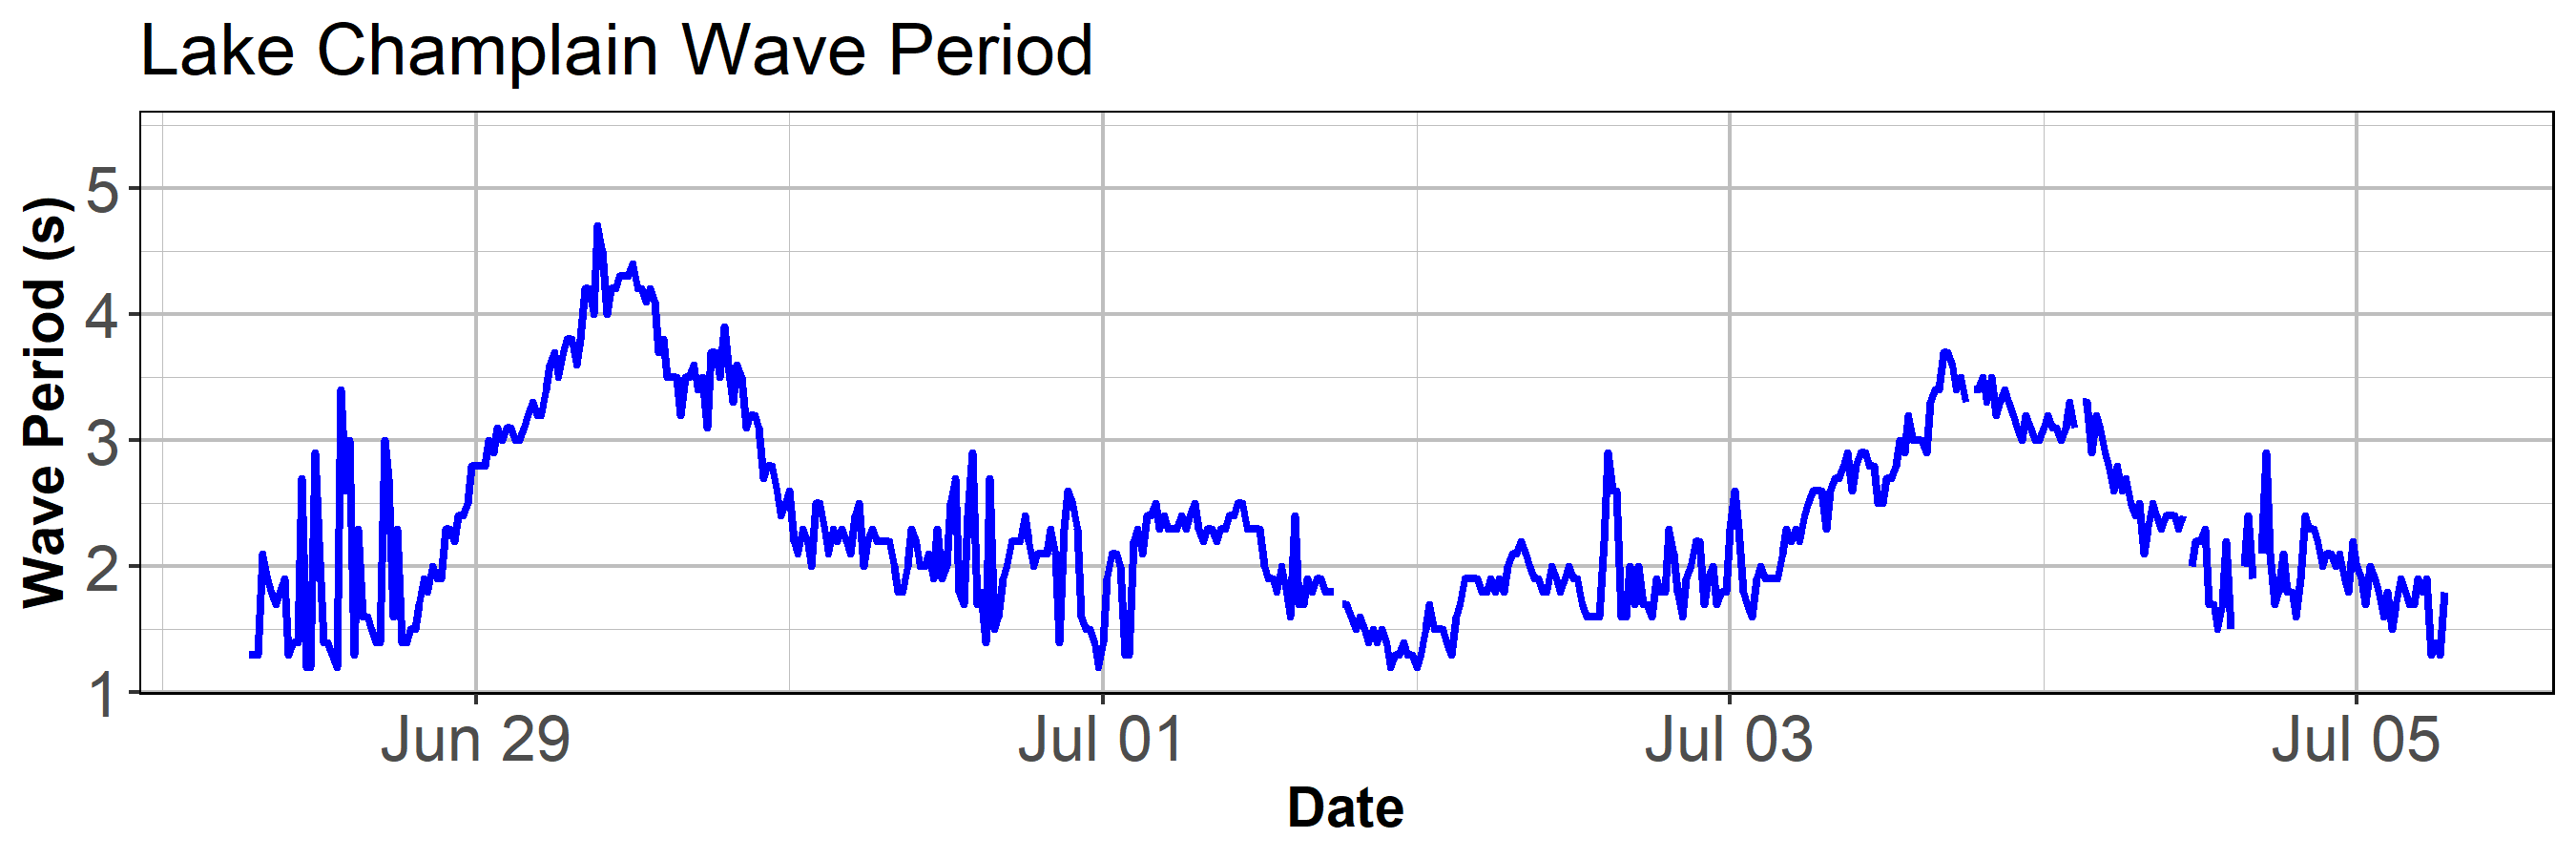 Lake Champlain Wave Period
Wave Period (s)
5
4
3
2
1
Jun 29
Jul 01
Jul 03
Jul 05
Date